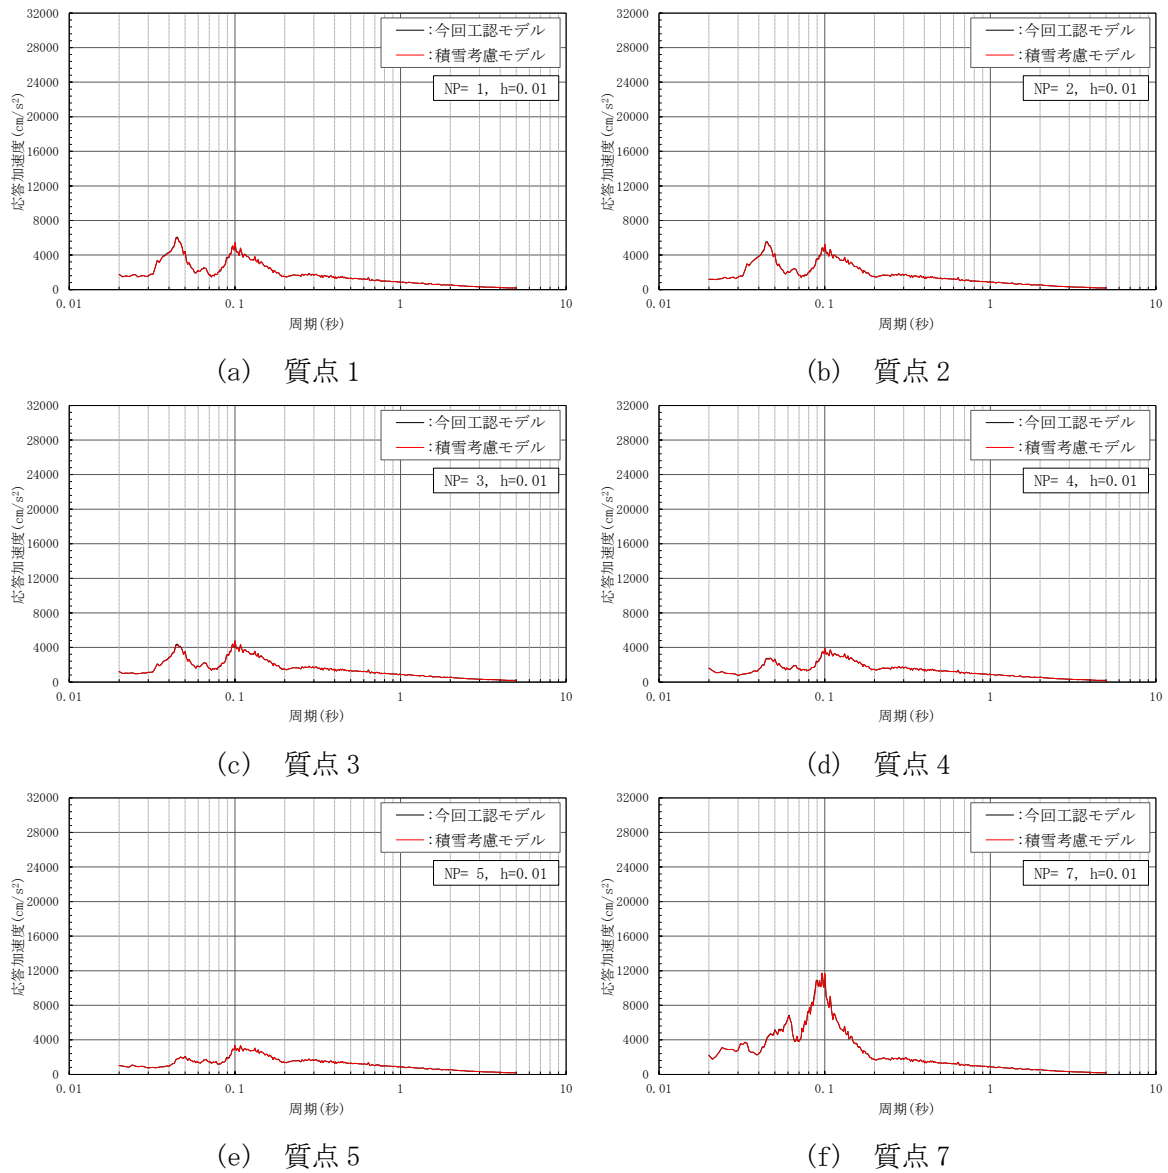 32000
28000
24000
20000
16000
12000
8000
4000
0
応答加速度(cm/s²)
0.01
0.1
1
10
周期(秒)
:今回工認モデル
:積雪考慮モデル
NP= 1, h=0.01
(a) 質点 1
32000
28000
24000
20000
16000
12000
8000
4000
0
応答加速度(cm/s²)
0.01
0.1
1
10
周期(秒)
:今回工認モデル
:積雪考慮モデル
NP= 2, h=0.01
(b) 質点 2
32000
28000
24000
20000
16000
12000
8000
4000
0
応答加速度(cm/s²)
0.01
0.1
1
10
周期(秒)
:今回工認モデル
:積雪考慮モデル
NP= 3, h=0.01
(c) 質点 3
32000
28000
24000
20000
16000
12000
8000
4000
0
応答加速度(cm/s²)
0.01
0.1
1
10
周期(秒)
:今回工認モデル
:積雪考慮モデル
NP= 4, h=0.01
(d) 質点 4
32000
28000
24000
20000
16000
12000
8000
4000
0
応答加速度(cm/s²)
0.01
0.1
1
10
周期(秒)
:今回工認モデル
:積雪考慮モデル
NP= 5, h=0.01
(e) 質点 5
32000
28000
24000
20000
16000
12000
8000
4000
0
応答加速度(cm/s²)
0.01
0.1
1
10
周期(秒)
:今回工認モデル
:積雪考慮モデル
NP= 7, h=0.01
(f) 質点 7